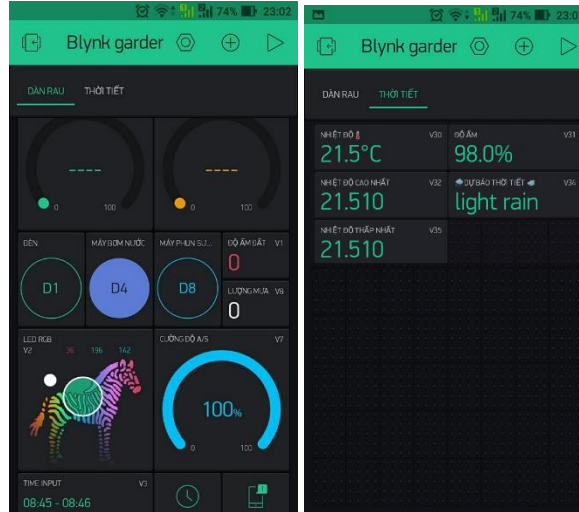 74% 23:02
Blynk garder
DÀN RAU THỜI TIẾT
---- ----
0 100 0 100
ĐÈN MÁY BƠM NƯỚC MÁY PHUN SƯ... ĐỘ ẨM ĐẤT V1
D1 D4 D8 0
LƯỢNG MƯA V8
0
LED RGB CƯỜNG ĐỘ A/S V7
V2 36 196 142
100%
0 100
TIME INPUT V3
08:45 - 08:46
74% 23:0
Blynk garder
DÀN RAU THỜI TIẾT
NHIỆT ĐỘ V30 ĐỘ ẨM V31
21.5°C 98.0%
NHIỆT ĐỘ CAO NHẤT V32 DỰ BÁO THỜI TIẾT V34
21.510 light rain
NHIỆT ĐỘ THẤP NHẤT V35
21.510